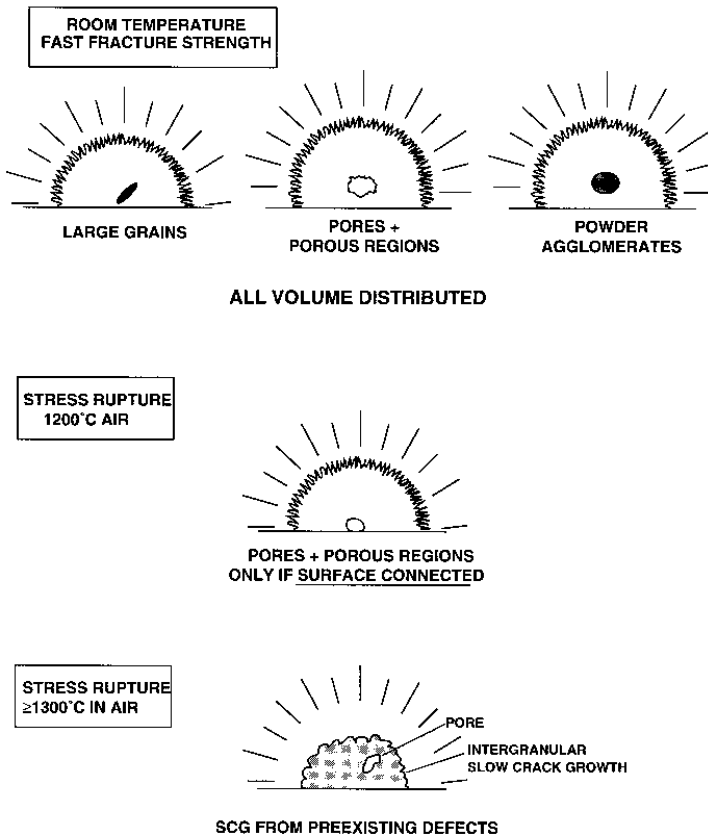 ROOM TEMPERATURE
FAST FRACTURE STRENGTH
LARGE GRAINS
PORES +
POROUS REGIONS
POWDER
AGGLOMERATES
ALL VOLUME DISTRIBUTED
STRESS RUPTURE
1200°C AIR
PORES + POROUS REGIONS
ONLY IF SURFACE CONNECTED
STRESS RUPTURE
≥1300°C IN AIR
PORE
INTERGRANULAR
SLOW CRACK GROWTH
SCG FROM PREEXISTING DEFECTS